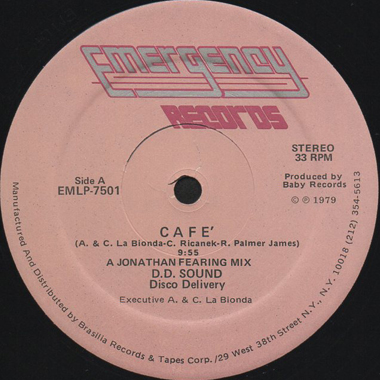 Emergency
RECORDS
STEREO
33 RPM
Side A
EMLP-7501
Produced by
Baby Records
© ℗ 1979
CAFE'
(A. & C. La Bionda-C. Ricanek-R. Palmer James)
9:55
A JONATHAN FEARING MIX
D.D. SOUND
Disco Delivery
Executive A. & C. La Bionda
Manufactured And Distributed by Brasilia Records & Tapes Corp./29 West 38th Street N.Y., N.Y. 10018 (212) 354-5613